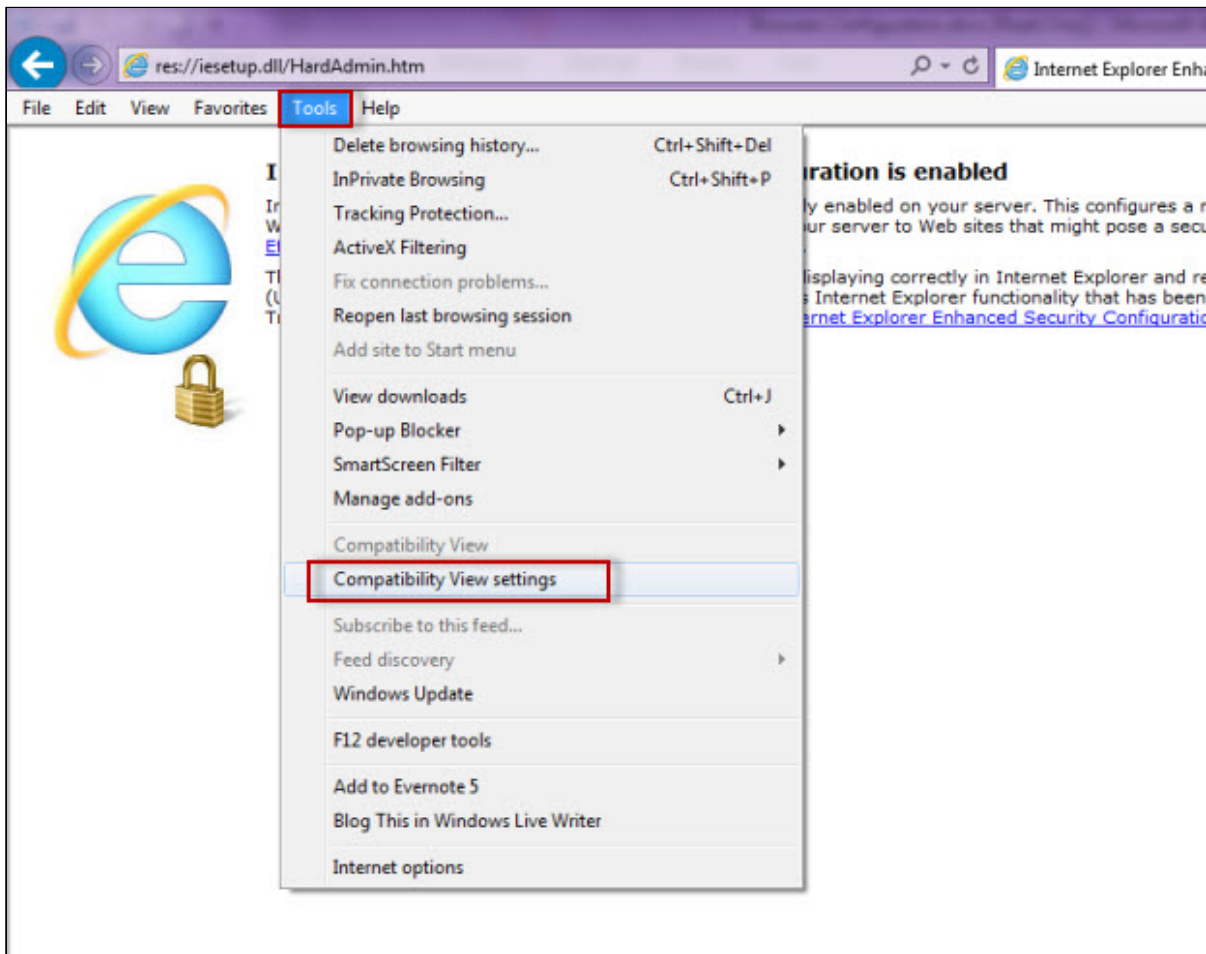 res://iesetup.dll/HardAdmin.htm
Internet Explorer Enha
File Edit View Favorites Tools Help
Delete browsing history... Ctrl+Shift+Del
InPrivate Browsing Ctrl+Shift+P
Tracking Protection...
ActiveX Filtering
Fix connection problems...
Reopen last browsing session
Add site to Start menu
View downloads Ctrl+J
Pop-up Blocker
SmartScreen Filter
Manage add-ons
Compatibility View
Compatibility View settings
Subscribe to this feed...
Feed discovery
Windows Update
F12 developer tools
Add to Evernote 5
Blog This in Windows Live Writer
Internet options
uration is enabled
ly enabled on your server. This configures a
ur server to Web sites that might pose a secu
isplaying correctly in Internet Explorer and re
s Internet Explorer functionality that has been
ernet Explorer Enhanced Security Configuratio